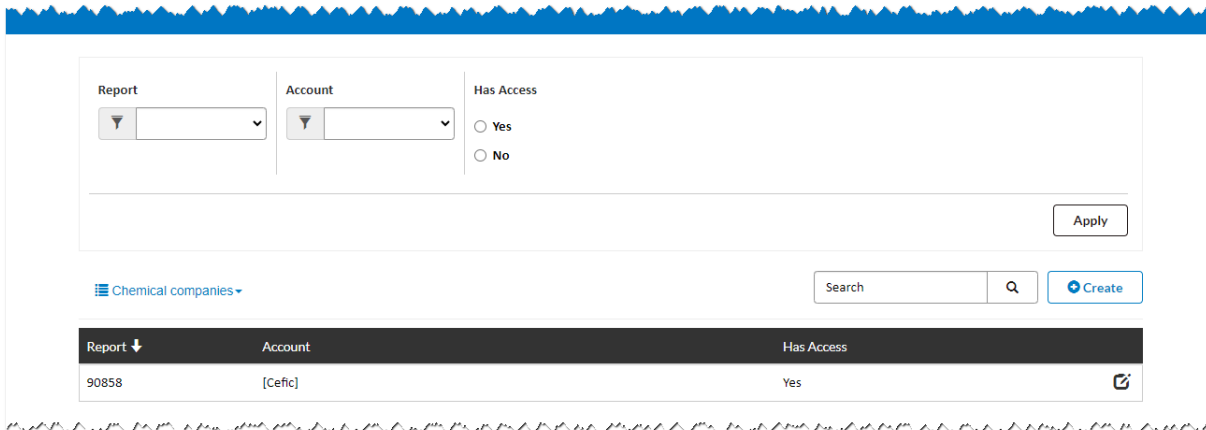 Report Account Has Access
Yes
No
Apply
Chemical companies Search Create
Report Account Has Access
90858 [Cefic] Yes